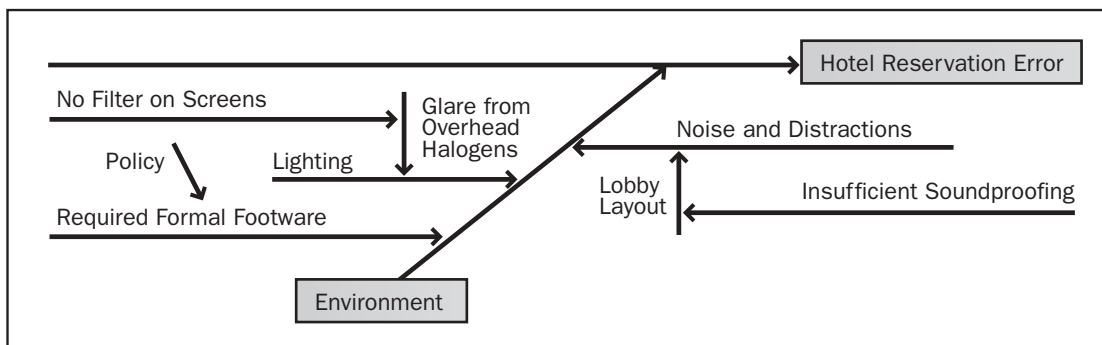 Hotel Reservation Error
No Filter on Screens
Glare from
Overhead
Halogens
Noise and Distractions
Policy
Lighting
Lobby
Layout
Insufficient Soundproofing
Required Formal Footware
Environment